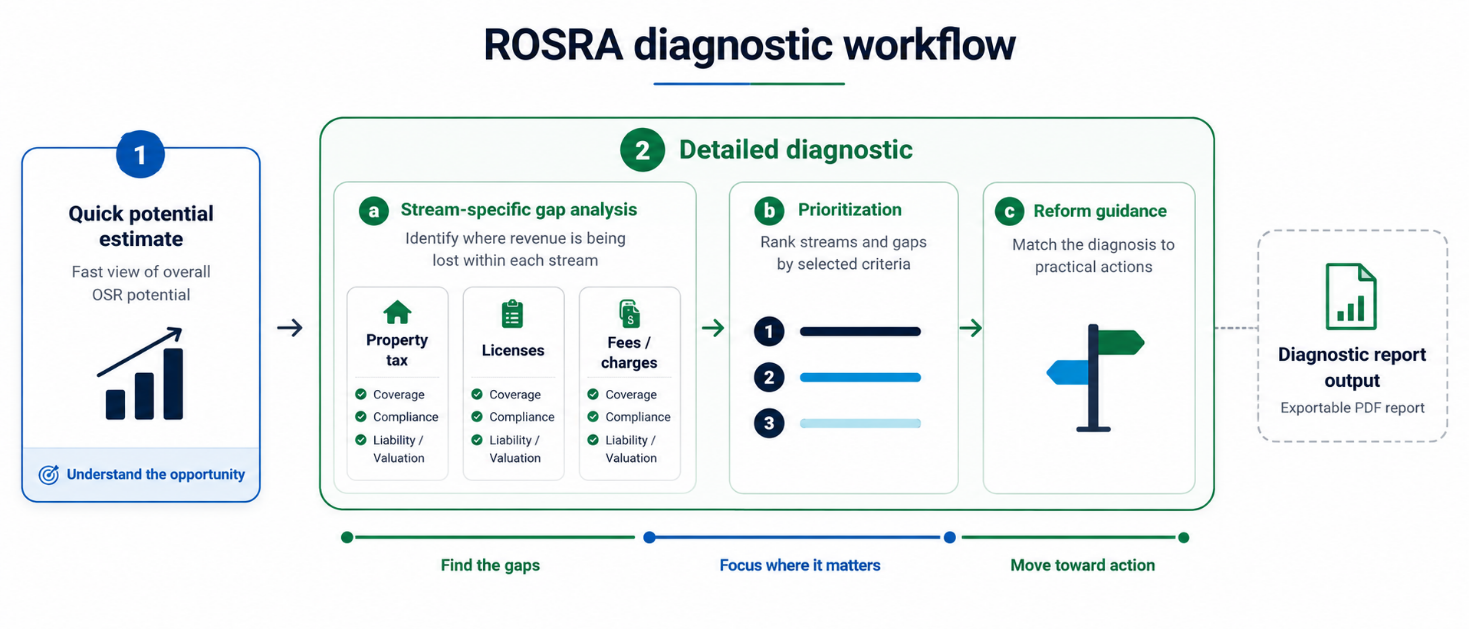 ROSRA diagnostic workflow
1
Quick potential
estimate
Fast view of overall
OSR potential
Understand the opportunity
2 Detailed diagnostic
a Stream-specific gap analysis
Identify where revenue is being
lost within each stream
Property
tax
Coverage
Compliance
Liability /
Valuation
Licenses
Coverage
Compliance
Liability /
Valuation
$
Fees /
charges
Coverage
Compliance
Liability /
Valuation
b Prioritization
Rank streams and gaps
by selected criteria
1
2
3
c Reform guidance
Match the diagnosis to
practical actions
Diagnostic report
output
Exportable PDF report
Find the gaps
Focus where it matters
Move toward action